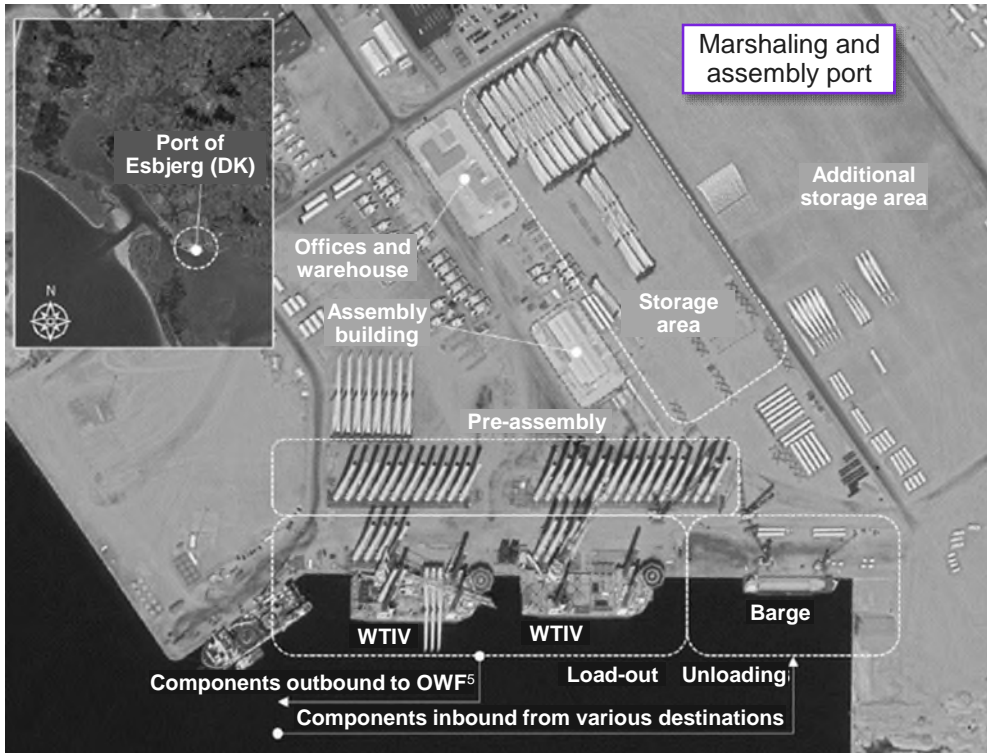 Marshaling and
assembly port
Port of
Esbjerg (DK)
N
Additional
storage area
Offices and
warehouse
Assembly
building
Storage
area
Pre-assembly
WTIV
WTIV
Barge
Load-out
Unloading
Components outbound to OWF⁵
Components inbound from various destinations